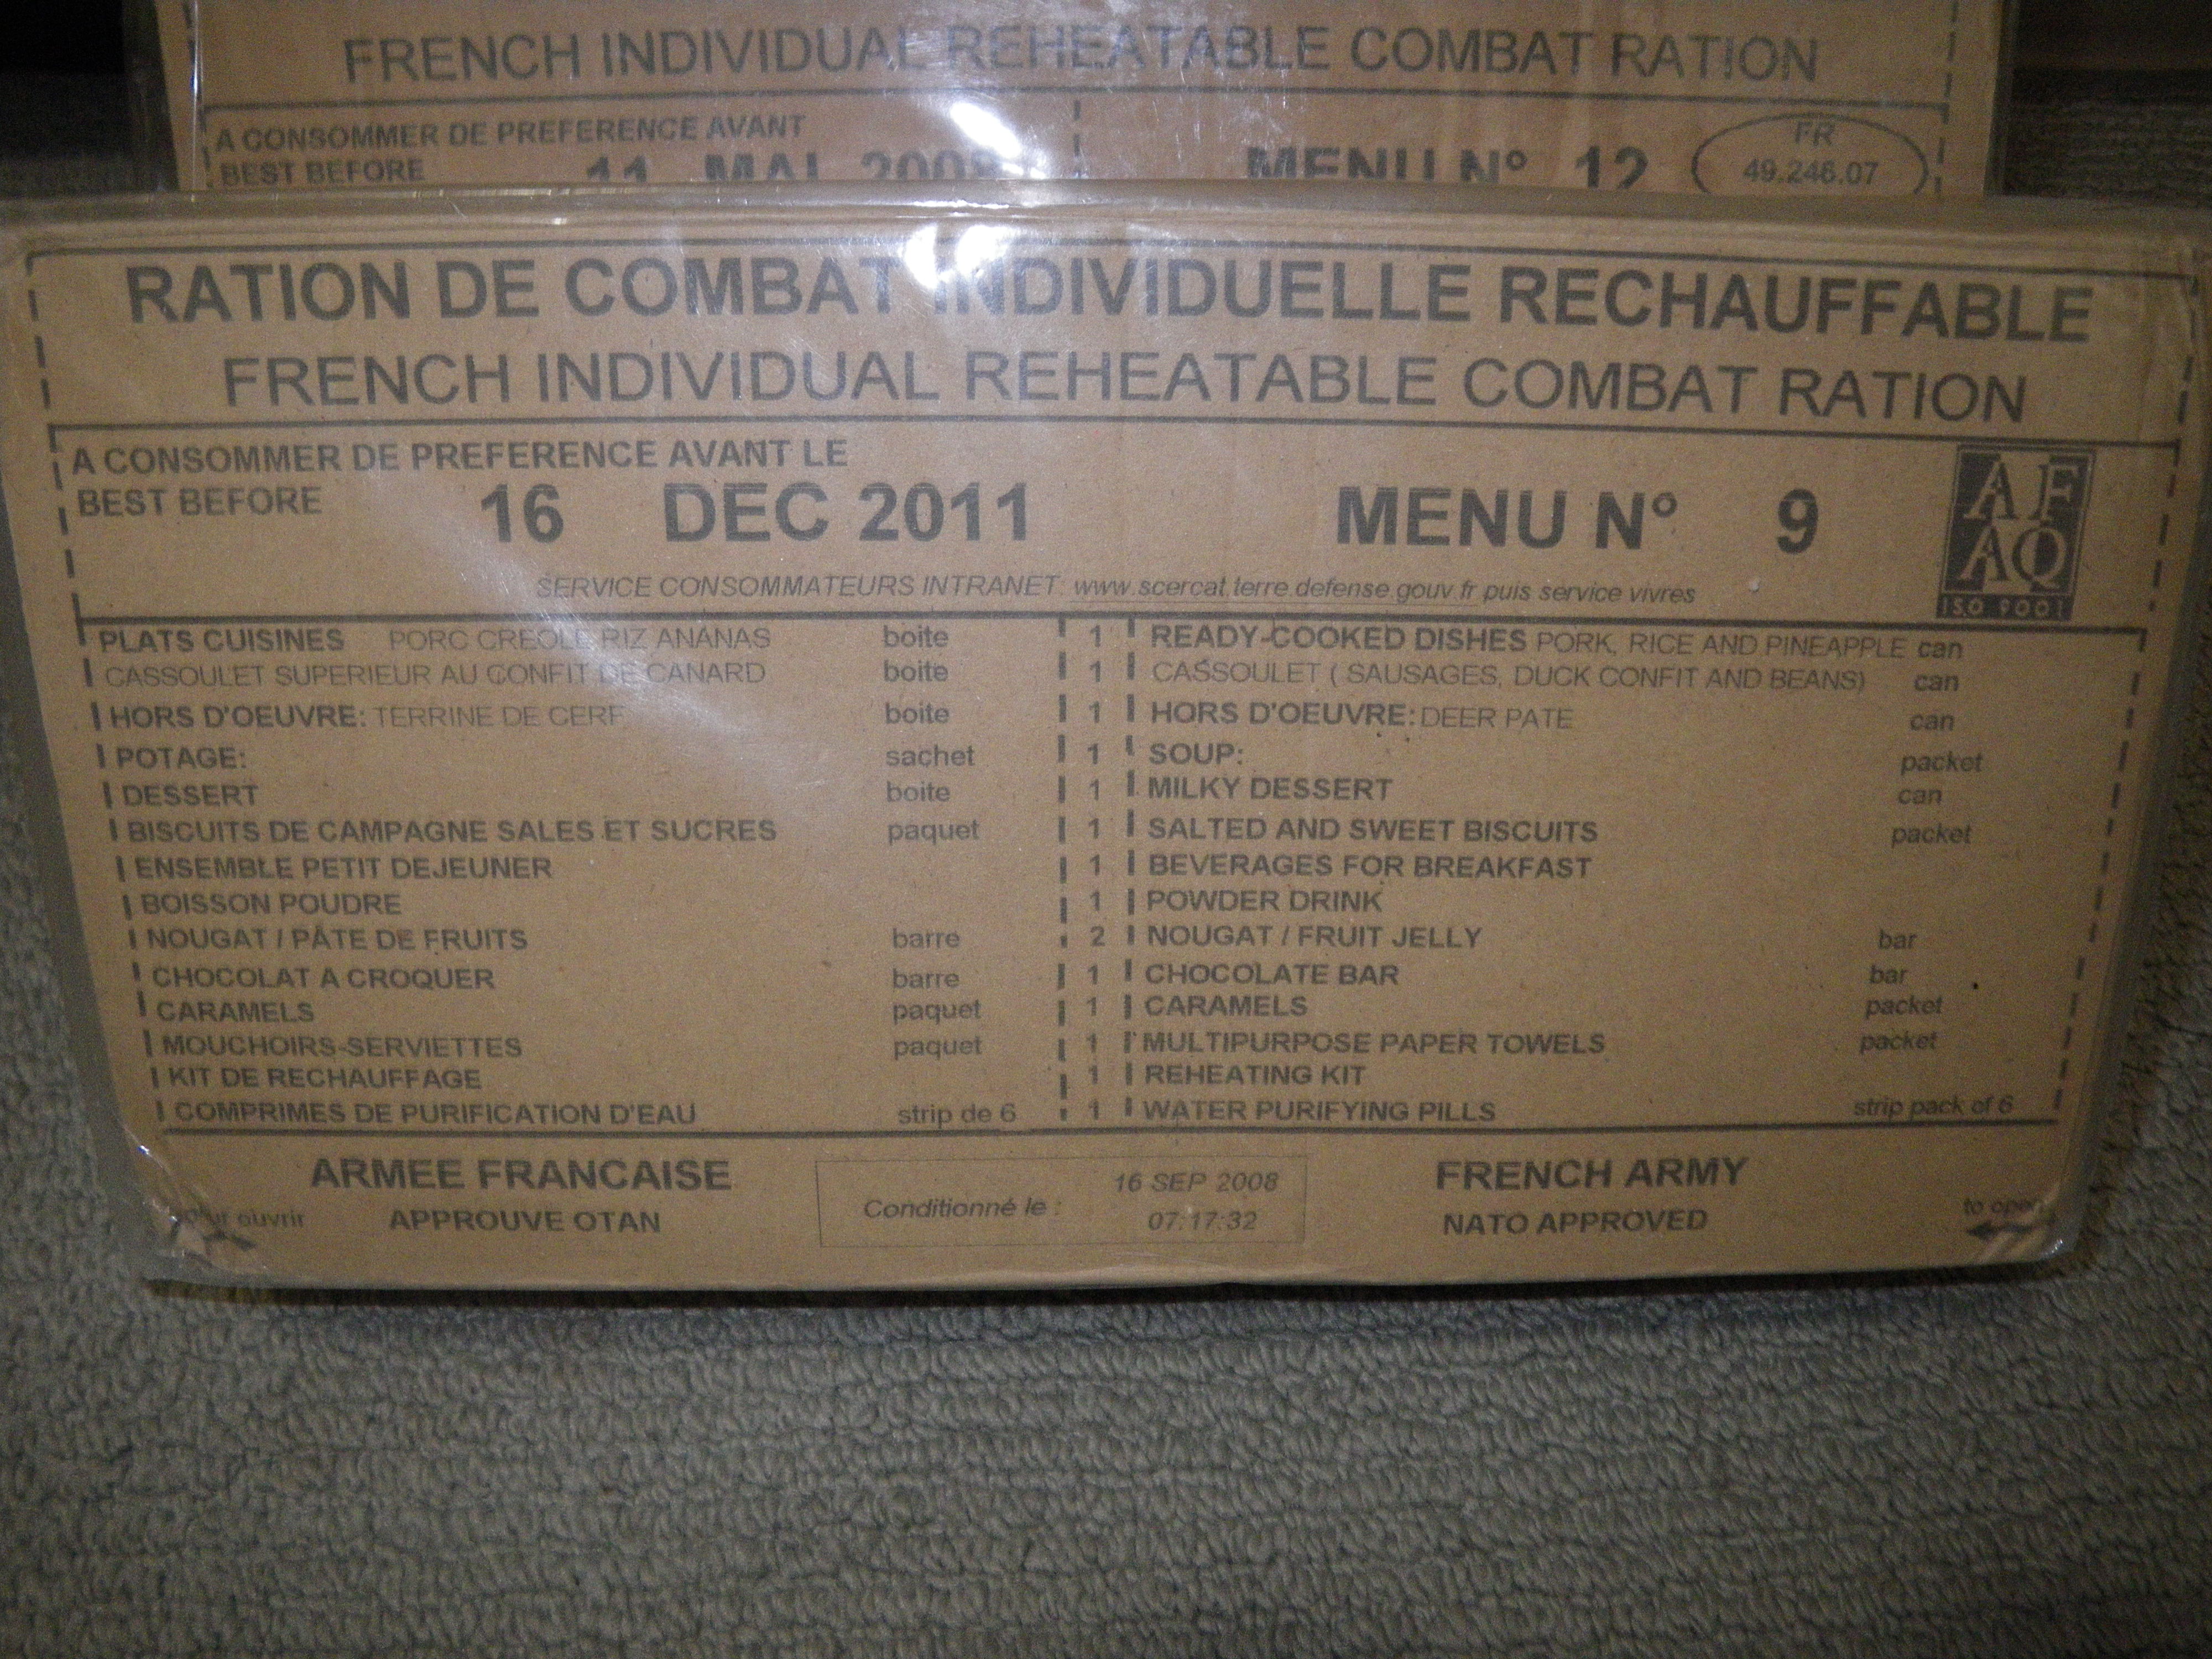 FRENCH INDIVIDUAL REHEATABLE COMBAT RATION
A CONSOMMER DE PREFERENCE AVANT
BEST BEFORE 11 MAI 2008 MENU N° 12
FR
49.246.07
RATION DE COMBAT INDIVIDUELLE RECHAUFFABLE
FRENCH INDIVIDUAL REHEATABLE COMBAT RATION
A CONSOMMER DE PREFERENCE AVANT LE
BEST BEFORE 16 DEC 2011 MENU N° 9
AF
AQ
ISO 9001
SERVICE CONSOMMATEURS INTRANET: www.scercat.terre.defense.gouv.fr puis service vivres
PLATS CUISINES PORC CREOLE RIZ ANANAS boite 1 READY-COOKED DISHES PORK, RICE AND PINEAPPLE can
CASSOULET SUPERIEUR AU CONFIT DE CANARD boite 1 CASSOULET ( SAUSAGES, DUCK CONFIT AND BEANS) can
HORS D'OEUVRE: TERRINE DE CERF boite 1 HORS D'OEUVRE: DEER PATE can
POTAGE: sachet 1 SOUP: packet
DESSERT boite 1 MILKY DESSERT can
BISCUITS DE CAMPAGNE SALES ET SUCRES paquet 1 SALTED AND SWEET BISCUITS packet
ENSEMBLE PETIT DEJEUNER 1 BEVERAGES FOR BREAKFAST
BOISSON POUDRE 1 POWDER DRINK
NOUGAT / PÂTE DE FRUITS barre 2 NOUGAT / FRUIT JELLY bar
CHOCOLAT A CROQUER barre 1 CHOCOLATE BAR bar
CARAMELS paquet 1 CARAMELS packet
MOUCHOIRS-SERVIETTES paquet 1 MULTIPURPOSE PAPER TOWELS packet
KIT DE RECHAUFFAGE 1 REHEATING KIT
COMPRIMES DE PURIFICATION D'EAU strip de 6 1 WATER PURIFYING PILLS strip pack of 6
ARMEE FRANCAISE 16 SEP 2008 FRENCH ARMY
ouvrir APPROUVE OTAN Conditionné le : 07:17:32 NATO APPROVED to open